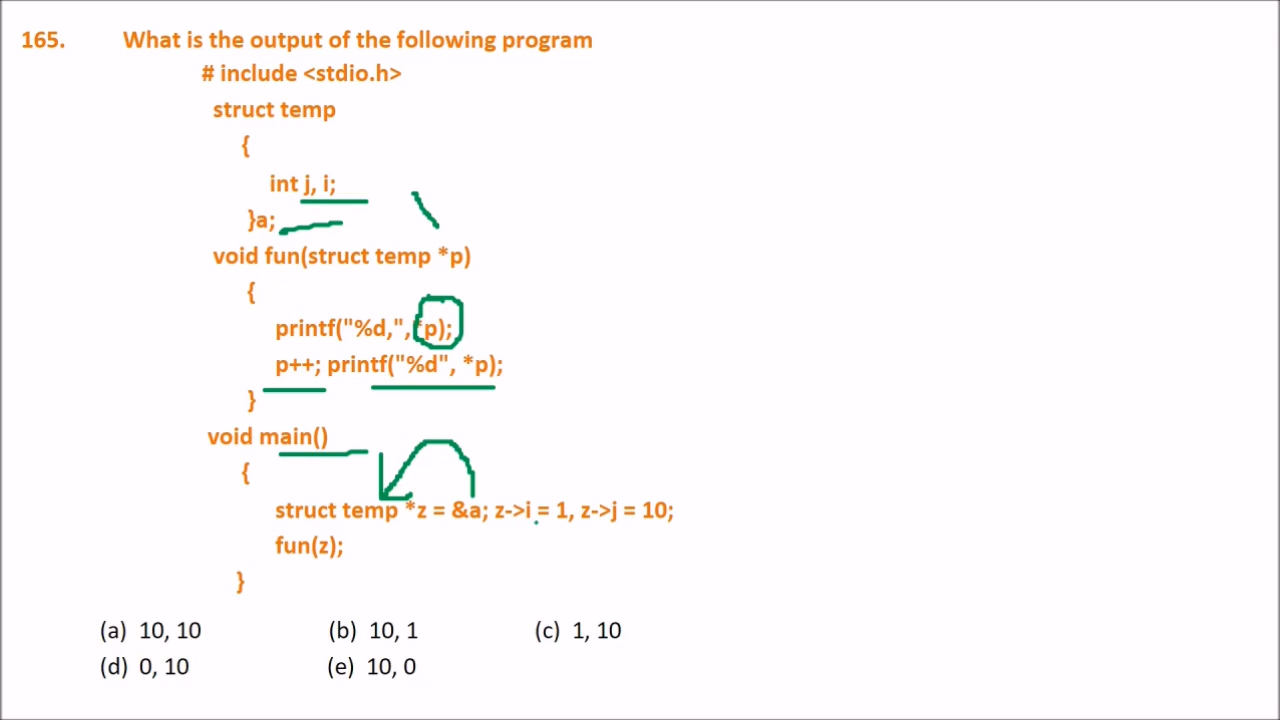 165. What is the output of the following program
# include <stdio.h>
struct temp
{
int j, i;
}a;
void fun(struct temp *p)
{
printf("%d,", *p);
p++; printf("%d", *p);
}
void main()
{
struct temp *z = &a; z->i = 1, z->j = 10;
fun(z);
}
(a) 10, 10 (b) 10, 1 (c) 1, 10
(d) 0, 10 (e) 10, 0